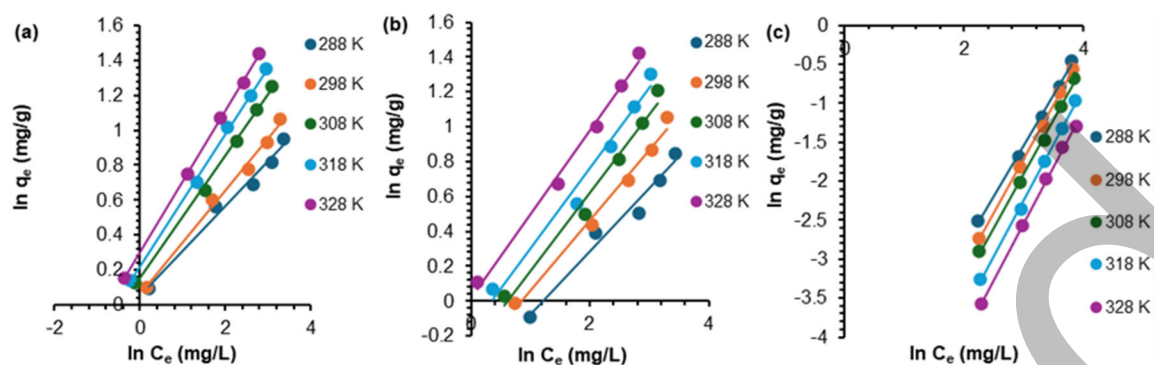 (a)
1.6
1.4
1.2
1
0.8
0.6
0.4
0.2
0
-2
0
2
4
ln qe (mg/g)
ln Ce (mg/L)
288 K
298 K
308 K
318 K
328 K
(b)
1.6
1.4
1.2
1
0.8
0.6
0.4
0.2
0
-0.2
0
2
4
ln qe (mg/g)
ln Ce (mg/L)
288 K
298 K
308 K
318 K
328 K
(c)
0
-0.5
-1
-1.5
-2
-2.5
-3
-3.5
-4
0
2
4
ln qe (mg/g)
ln Ce (mg/L)
288 K
298 K
308 K
318 K
328 K